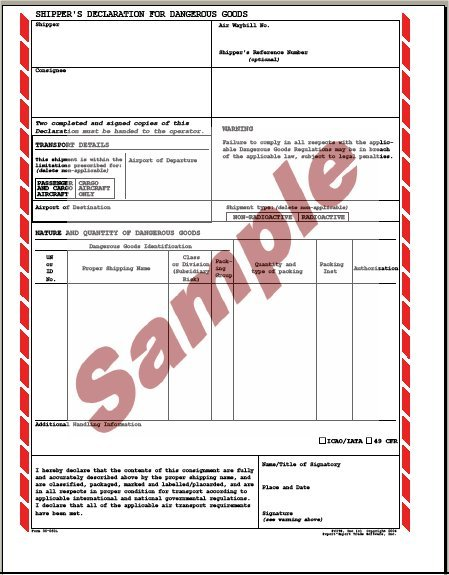 SHIPPER'S DECLARATION FOR DANGEROUS GOODS
Shipper
Air Waybill No.
Shipper's Reference Number
(optional)
Consignee
Two completed and signed copies of this
Declaration must be handed to the operator.
TRANSPORT DETAILS
This shipment is within the
limitations prescribed for:
(delete non-applicable)
Airport of Departure
PASSENGER
AND CARGO
AIRCRAFT
CARGO
AIRCRAFT
ONLY
WARNING
Failure to comply in all respects with the applic-
able Dangerous Goods Regulations may be in breach
of the applicable law, subject to legal penalties.
Airport of Destination
Shipment type: (delete non-applicable)
NON-RADIOACTIVE
RADIOACTIVE
NATURE AND QUANTITY OF DANGEROUS GOODS
Dangerous Goods Identification
UN
or
ID
No.
Proper Shipping Name
Class
or Division
(Subsidiary
Risk)
Pack-
ing
Group
Quantity and
type of packing
Packing
Inst
Authorization
Sample
Additional Handling Information
ICAO/IATA
49 CFR
I hereby declare that the contents of this consignment are fully
and accurately described above by the proper shipping name, and
are classified, packaged, marked and labelled/placarded, and are
in all respects in proper condition for transport according to
applicable international and national governmental regulations.
I declare that all of the applicable air transport requirements
have been met.
Name/Title of Signatory
Place and Date
Signature
(see warning above)